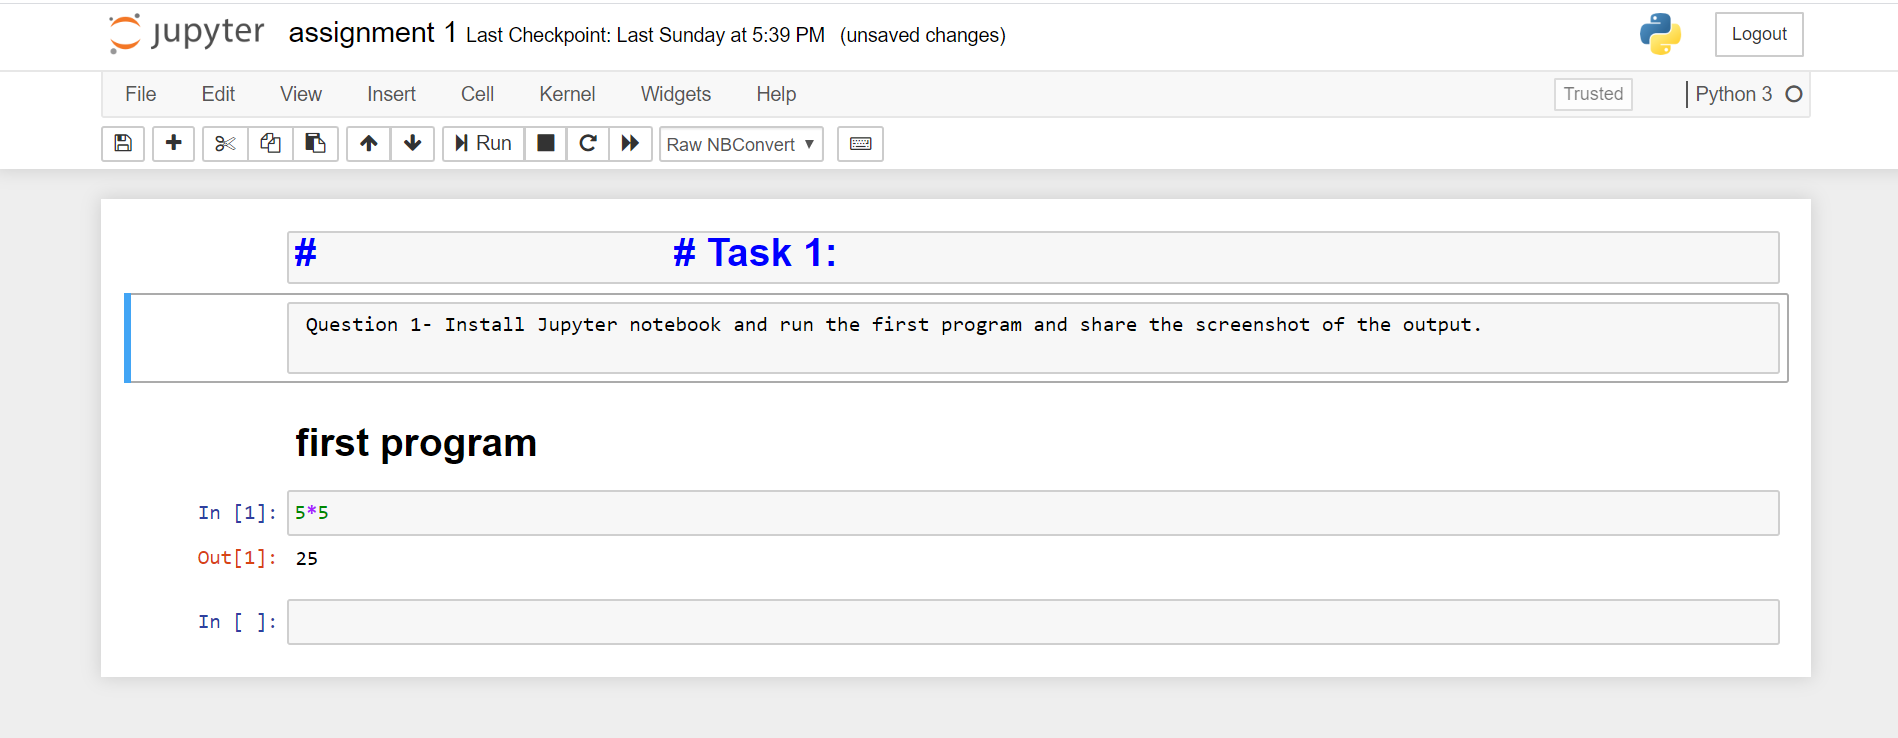 jupyter assignment 1 Last Checkpoint: Last Sunday at 5:39 PM (unsaved changes) Logout
File Edit View Insert Cell Kernel Widgets Help Trusted Python 3
Run Raw NBConvert
# # Task 1:
Question 1- Install Jupyter notebook and run the first program and share the screenshot of the output.
first program
In [1]: 5*5
Out[1]: 25
In [ ]: